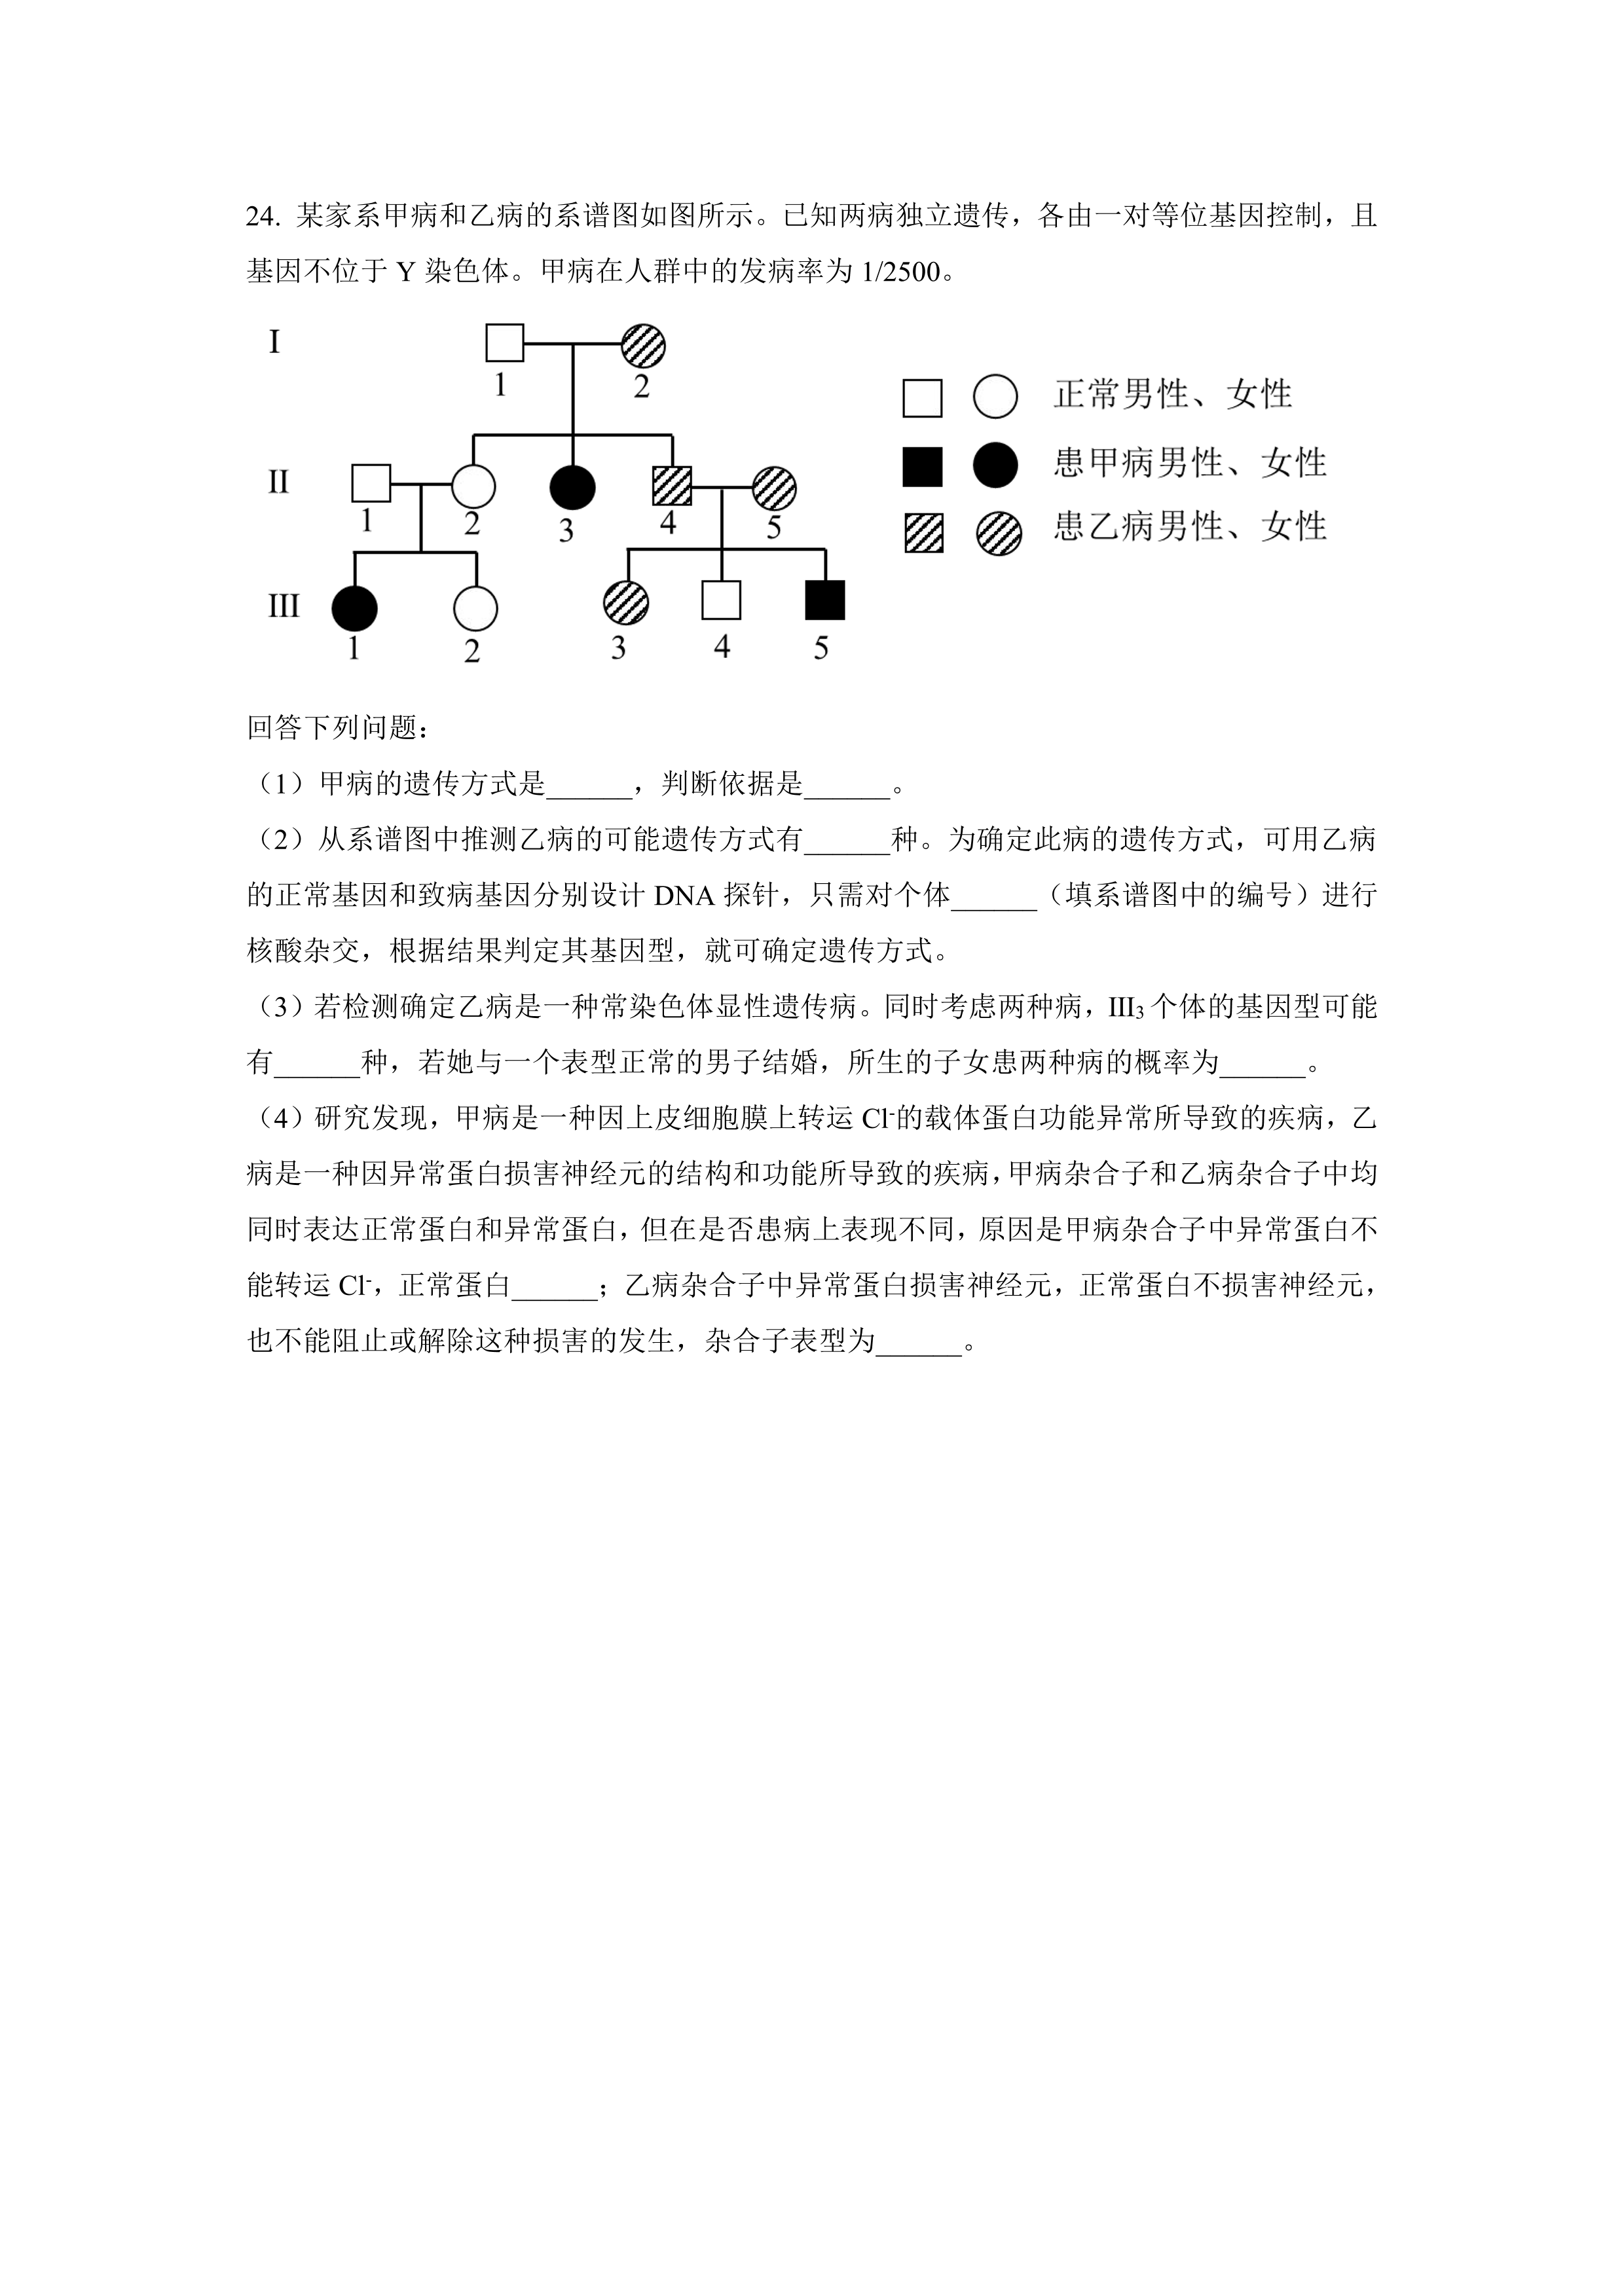 24. 某家系甲病和乙病的系谱图如图所示。已知两病独立遗传，各由一对等位基因控制，且
基因不位于 Y 染色体。甲病在人群中的发病率为 1/2500。
I
1
2
正常男性、女性
患甲病男性、女性
患乙病男性、女性
II
1
2
3
4
5
III
1
2
3
4
5
回答下列问题：
（1）甲病的遗传方式是______，判断依据是______。
（2）从系谱图中推测乙病的可能遗传方式有______种。为确定此病的遗传方式，可用乙病
的正常基因和致病基因分别设计 DNA 探针，只需对个体______（填系谱图中的编号）进行
核酸杂交，根据结果判定其基因型，就可确定遗传方式。
（3）若检测确定乙病是一种常染色体显性遗传病。同时考虑两种病，III₃ 个体的基因型可能
有______种，若她与一个表型正常的男子结婚，所生的子女患两种病的概率为______。
（4）研究发现，甲病是一种因上皮细胞膜上转运 Cl⁻的载体蛋白功能异常所导致的疾病，乙
病是一种因异常蛋白损害神经元的结构和功能所导致的疾病，甲病杂合子和乙病杂合子中均
同时表达正常蛋白和异常蛋白，但在是否患病上表现不同，原因是甲病杂合子中异常蛋白不
能转运 Cl⁻，正常蛋白______；乙病杂合子中异常蛋白损害神经元，正常蛋白不损害神经元，
也不能阻止或解除这种损害的发生，杂合子表型为______。